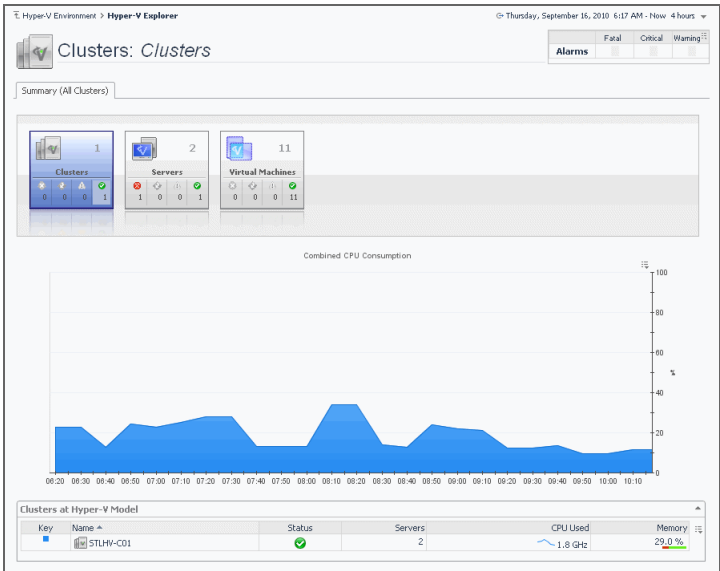 Hyper-V Environment > Hyper-V Explorer
Thursday, September 16, 2010 6:17 AM - Now 4 hours
Clusters: Clusters
Fatal Critical Warning
Alarms
Summary (All Clusters)
1 2 11
Clusters Servers Virtual Machines
0 0 0 1 1 0 0 1 0 0 0 11
Combined CPU Consumption
100
80
60
%
40
20
0
06:20 06:30 06:40 06:50 07:00 07:10 07:20 07:30 07:40 07:50 08:00 08:10 08:20 08:30 08:40 08:50 09:00 09:10 09:20 09:30 09:40 09:50 10:00 10:10
Clusters at Hyper-V Model
Key Name Status Servers CPU Used Memory
STLHV-C01 2 1.8 GHz 29.0 %